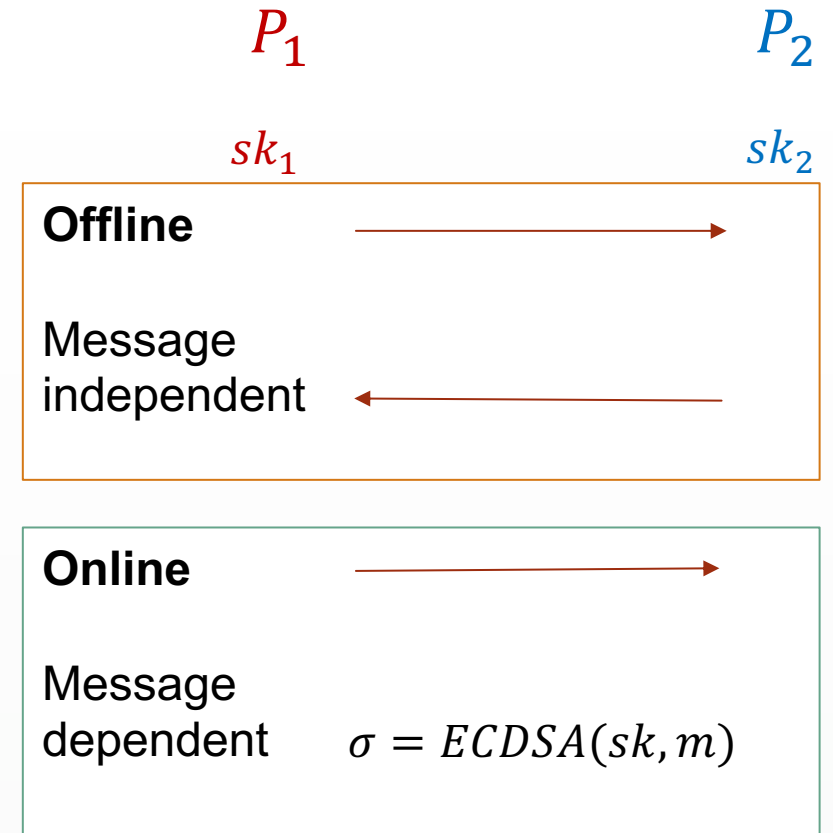 P₁ P₂
sk₁ sk₂
Offline
Message
independent
Online
Message
dependent σ = ECDSA(sk, m)